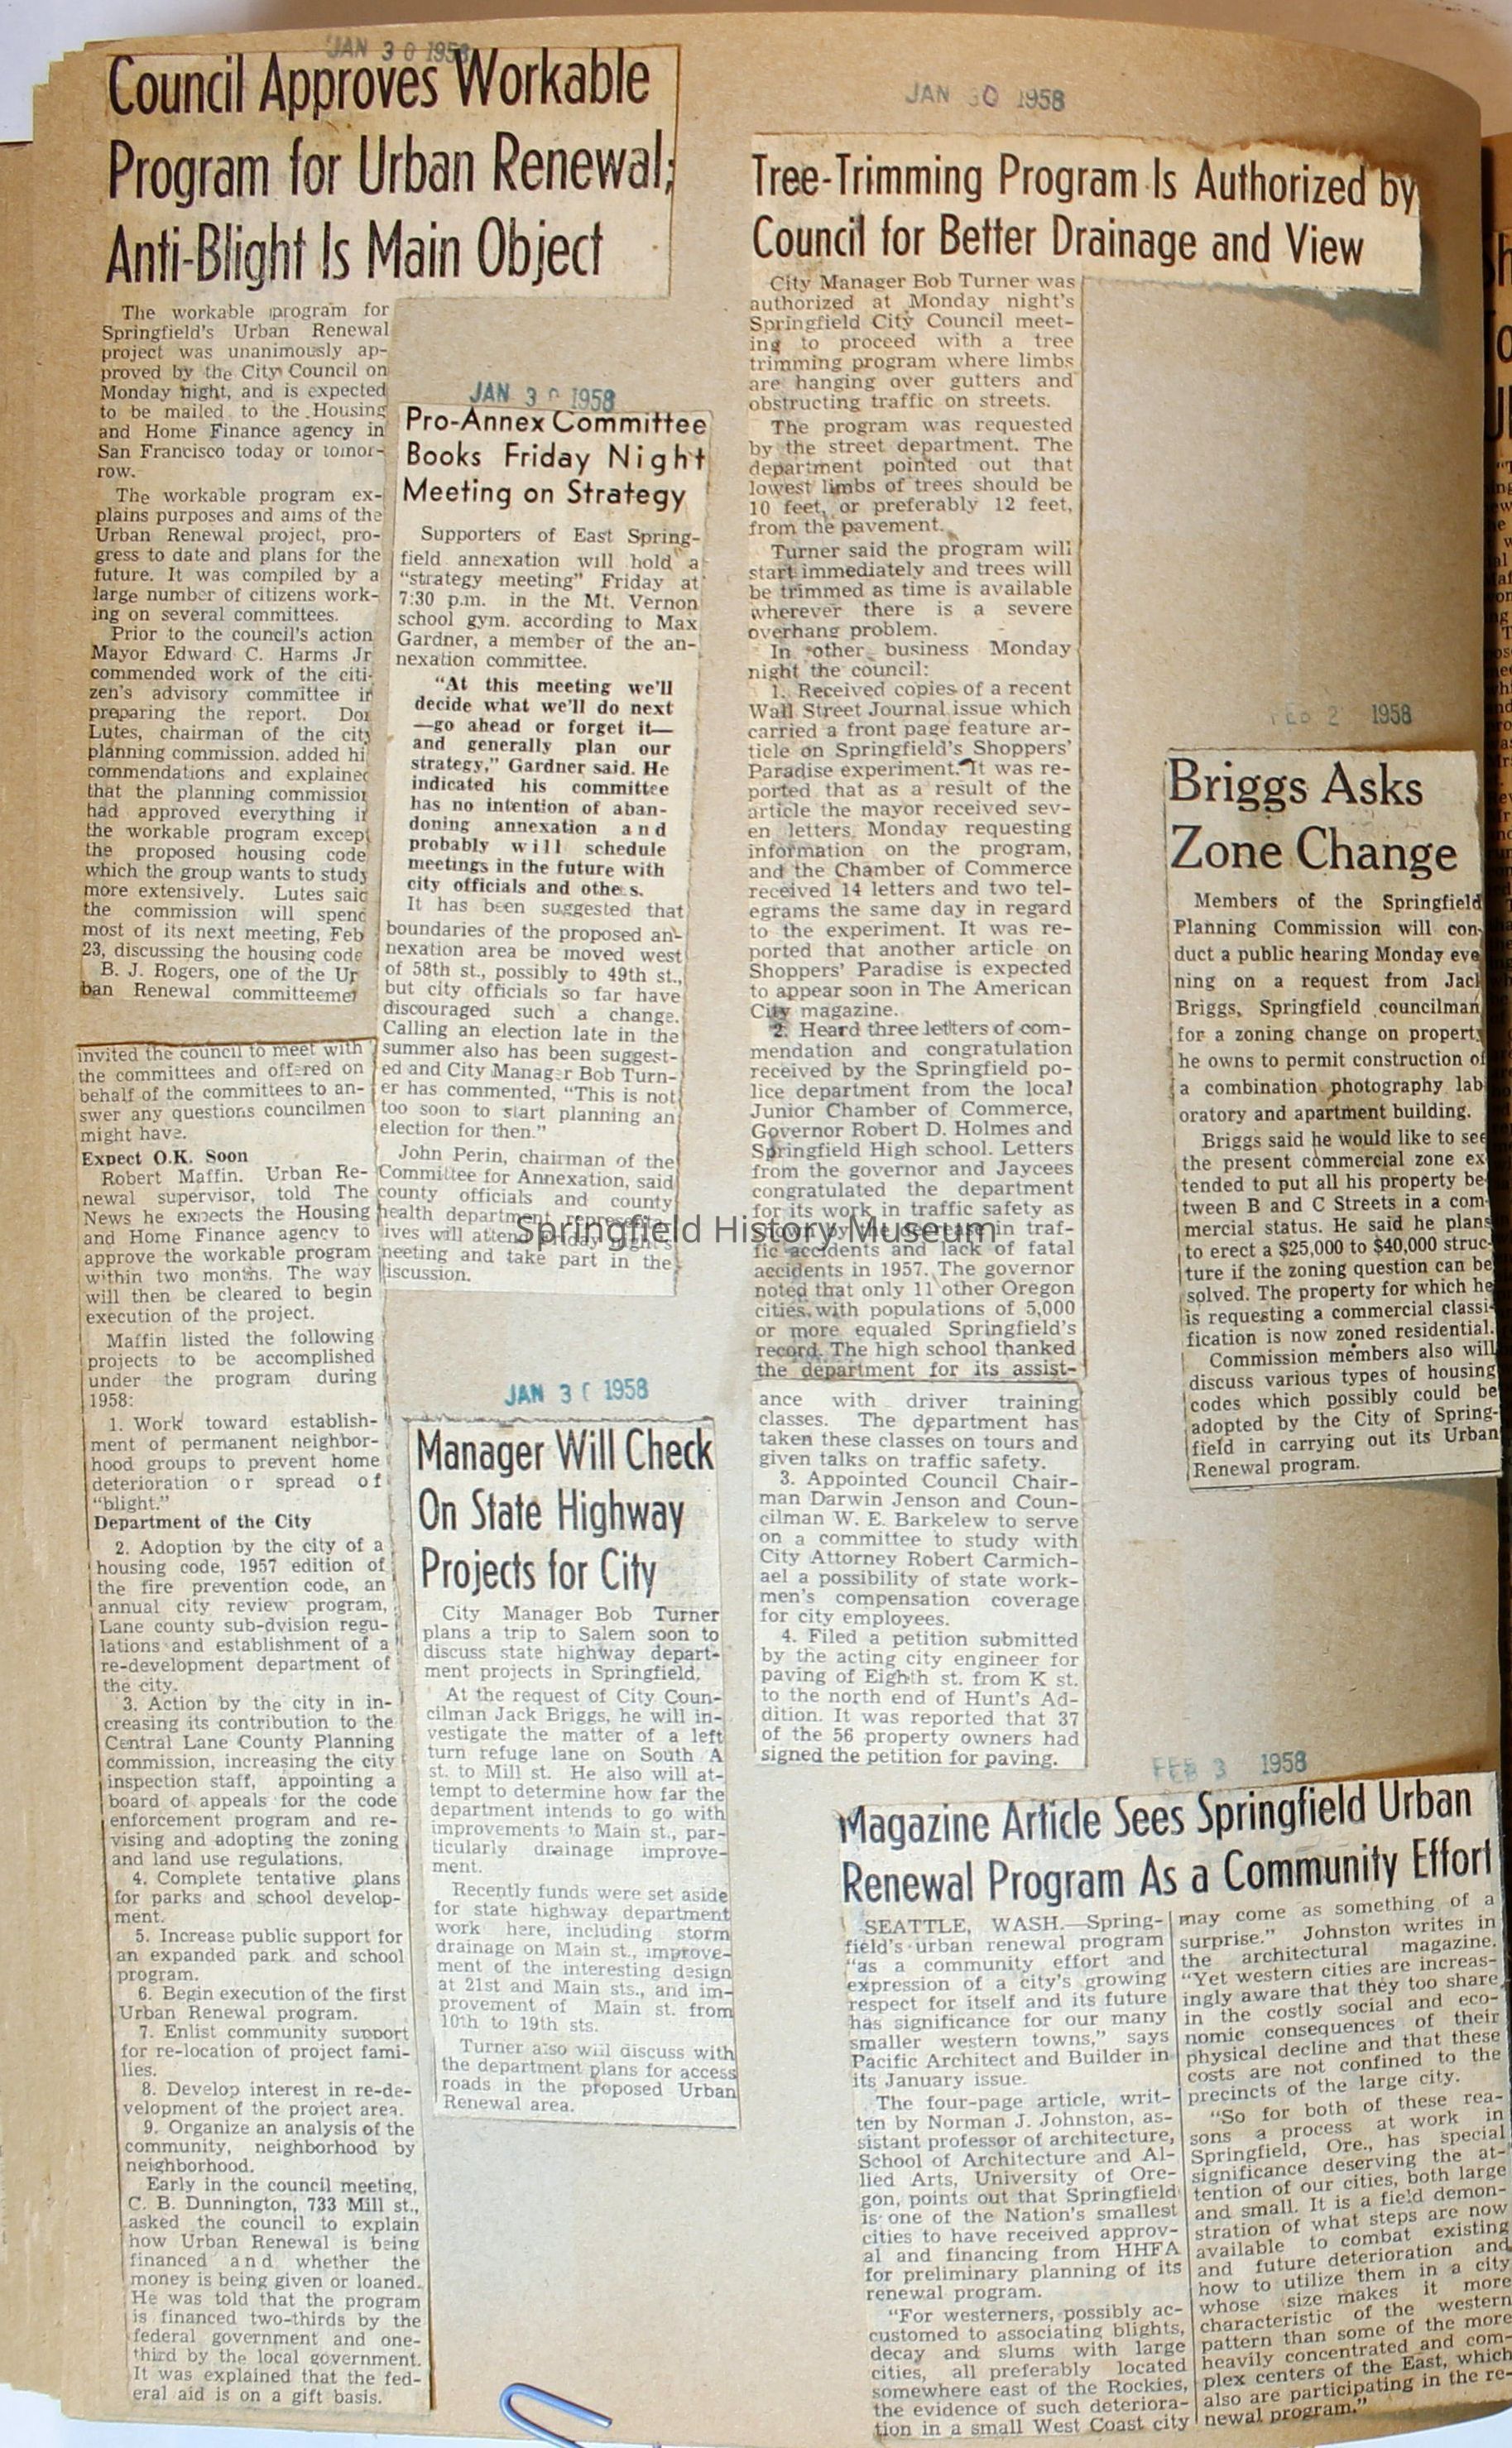 JAN 30 1958
Council Approves Workable
Program for Urban Renewal;
Anti-Blight Is Main Object
The workable program for
Springfield's Urban Renewal
project was unanimously ap-
proved by the City Council on
Monday night, and is expected
to be mailed to the Housing
and Home Finance agency in
San Francisco today or tomor-
row.
The workable program ex-
plains purposes and aims of the
Urban Renewal project, pro-
gress to date and plans for the
future. It was compiled by a
large number of citizens work-
ing on several committees.
Prior to the council's action
Mayor Edward C. Harms Jr
commended work of the citi-
zen's advisory committee in
preparing the report. Don
Lutes, chairman of the city
planning commission. added hi
commendations and explained
that the planning commission
had approved everything in
the workable program except
the proposed housing code
which the group wants to study
more extensively. Lutes said
the commission will spend
most of its next meeting, Feb
23, discussing the housing code
B. J. Rogers, one of the Ur
ban Renewal committeemen
invited the council to meet with
the committees and offered on
behalf of the committees to an-
swer any questions councilmen
might have.
Expect O.K. Soon
Robert Maffin. Urban Re-
newal supervisor, told The
News he expects the Housing
and Home Finance agency to
approve the workable program
within two months. The way
will then be cleared to begin
execution of the project.
Maffin listed the following
projects to be accomplished
under the program during
1958:
1. Work toward establish-
ment of permanent neighbor-
hood groups to prevent home
deterioration or spread of
"blight."
Department of the City
2. Adoption by the city of a
housing code, 1957 edition of
the fire prevention code, an
annual city review program,
Lane county sub-dvision regu-
lations and establishment of a
re-development department of
the city.
3. Action by the city in in-
creasing its contribution to the
Central Lane County Planning
commission, increasing the city
inspection staff, appointing a
board of appeals for the code
enforcement program and re-
vising and adopting the zoning
and land use regulations.
4. Complete tentative plans
for parks and school develop-
ment.
5. Increase public support for
an expanded park and school
program.
6. Begin execution of the first
Urban Renewal program.
7. Enlist community support
for re-location of project fami-
lies.
8. Develop interest in re-de-
velopment of the project area.
9. Organize an analysis of the
community, neighborhood by
neighborhood.
Early in the council meeting,
C. B. Dunnington, 733 Mill st.,
asked the council to explain
how Urban Renewal is being
financed and whether the
money is being given or loaned.
He was told that the program
is financed two-thirds by the
federal government and one-
third by the local government.
It was explained that the fed-
eral aid is on a gift basis.
JAN 30 1958
Pro-Annex Committee
Books Friday Night
Meeting on Strategy
Supporters of East Spring-
field annexation will hold a
"strategy meeting" Friday at
7:30 p.m. in the Mt. Vernon
school gym. according to Max
Gardner, a member of the an-
nexation committee.
"At this meeting we'll
decide what we'll do next
—go ahead or forget it—
and generally plan our
strategy," Gardner said. He
indicated his committee
has no intention of aban-
doning annexation and
probably will schedule
meetings in the future with
city officials and others.
It has been suggested that
boundaries of the proposed an-
nexation area be moved west
of 58th st., possibly to 49th st.,
but city officials so far have
discouraged such a change.
Calling an election late in the
summer also has been suggest-
ed and City Manager Bob Turn-
er has commented, "This is not
too soon to start planning an
election for then."
John Perin, chairman of the
Committee for Annexation, said
county officials and county
health department representa-
ives will attend Friday night's
meeting and take part in the
discussion.
JAN 30 1958
Manager Will Check
On State Highway
Projects for City
City Manager Bob Turner
plans a trip to Salem soon to
discuss state highway depart-
ment projects in Springfield.
At the request of City Coun-
cilman Jack Briggs, he will in-
vestigate the matter of a left
turn refuge lane on South A
st. to Mill st. He also will at-
tempt to determine how far the
department intends to go with
improvements to Main st., par-
ticularly drainage improve-
ment.
Recently funds were set aside
for state highway department
work here, including storm
drainage on Main st., improve-
ment of the interesting design
at 21st and Main sts., and im-
provement of Main st. from
10th to 19th sts.
Turner also will discuss with
the department plans for access
roads in the proposed Urban
Renewal area.
JAN 30 1958
Tree-Trimming Program Is Authorized by
Council for Better Drainage and View
City Manager Bob Turner was
authorized at Monday night's
Springfield City Council meet-
ing to proceed with a tree
trimming program where limbs
are hanging over gutters and
obstructing traffic on streets.
The program was requested
by the street department. The
department pointed out that
lowest limbs of trees should be
10 feet, or preferably 12 feet,
from the pavement.
Turner said the program will
start immediately and trees will
be trimmed as time is available
wherever there is a severe
overhang problem.
In other business Monday
night the council:
1. Received copies of a recent
Wall Street Journal issue which
carried a front page feature ar-
ticle on Springfield's Shoppers'
Paradise experiment. It was re-
ported that as a result of the
article the mayor received sev-
en letters Monday requesting
information on the program,
and the Chamber of Commerce
received 14 letters and two tel-
egrams the same day in regard
to the experiment. It was re-
ported that another article on
Shoppers' Paradise is expected
to appear soon in The American
City magazine.
2. Heard three letters of com-
mendation and congratulation
received by the Springfield po-
lice department from the local
Junior Chamber of Commerce,
Governor Robert D. Holmes and
Springfield High school. Letters
from the governor and Jaycees
congratulated the department
for its work in traffic safety as
decrease in traf-
fic accidents and lack of fatal
accidents in 1957. The governor
noted that only 11 other Oregon
cities with populations of 5,000
or more equaled Springfield's
record. The high school thanked
the department for its assist-
ance with driver training
classes. The department has
taken these classes on tours and
given talks on traffic safety.
3. Appointed Council Chair-
man Darwin Jenson and Coun-
cilman W. E. Barkelew to serve
on a committee to study with
City Attorney Robert Carmich-
ael a possibility of state work-
men's compensation coverage
for city employees.
4. Filed a petition submitted
by the acting city engineer for
paving of Eighth st. from K st.
to the north end of Hunt's Ad-
dition. It was reported that 37
of the 56 property owners had
signed the petition for paving.
FEB 2 1958
Briggs Asks
Zone Change
Members of the Springfield
Planning Commission will con-
duct a public hearing Monday eve
ning on a request from Jack
Briggs, Springfield councilman
for a zoning change on property
he owns to permit construction of
a combination photography lab
oratory and apartment building.
Briggs said he would like to see
the present commercial zone ex
tended to put all his property be-
tween B and C Streets in a com-
mercial status. He said he plans
to erect a $25,000 to $40,000 struc-
ture if the zoning question can be
solved. The property for which he
is requesting a commercial classi-
fication is now zoned residential.
Commission members also will
discuss various types of housing
codes which possibly could be
adopted by the City of Spring-
field in carrying out its Urban
Renewal program.
FEB 3 1958
Magazine Article Sees Springfield Urban
Renewal Program As a Community Effort
SEATTLE, WASH.—Spring-
field's urban renewal program
"as a community effort and
expression of a city's growing
respect for itself and its future
has significance for our many
smaller western towns," says
Pacific Architect and Builder in
its January issue.
The four-page article, writ-
ten by Norman J. Johnston, as-
sistant professor of architecture,
School of Architecture and Al-
lied Arts, University of Ore-
gon, points out that Springfield
is one of the Nation's smallest
cities to have received approv-
al and financing from HHFA
for preliminary planning of its
renewal program.
"For westerners, possibly ac-
customed to associating blights,
decay and slums with large
cities, all preferably located
somewhere east of the Rockies,
the evidence of such deteriora-
tion in a small West Coast city
may come as something of a
surprise." Johnston writes in
the architectural magazine.
"Yet western cities are increas-
ingly aware that they too share
in the costly social and eco-
nomic consequences of their
physical decline and that these
costs are not confined to the
precincts of the large city.
"So for both of these rea-
sons a process at work in
Springfield, Ore., has special
significance deserving the at-
tention of our cities, both large
and small. It is a field demon-
stration of what steps are now
available to combat existing
and future deterioration and
how to utilize them in a city
whose size makes it more
characteristic of the western
pattern than some of the more
heavily concentrated and com-
plex centers of the East, which
also are participating in the re-
newal program."
Springfield History Museum